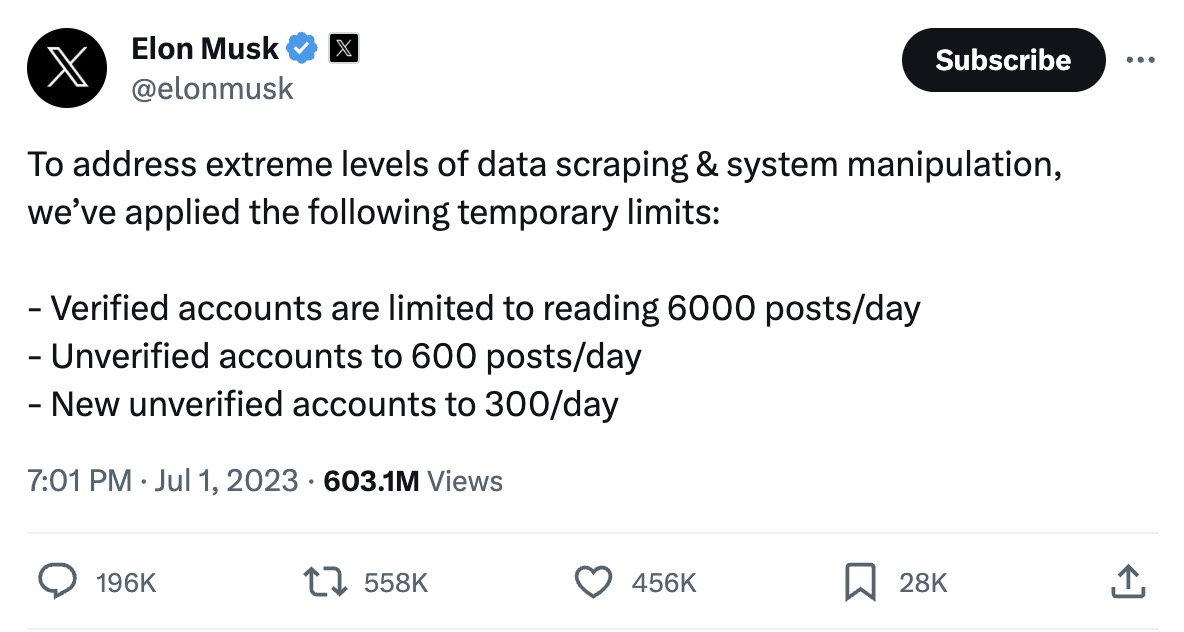 Elon Musk
@elonmusk
Subscribe
To address extreme levels of data scraping & system manipulation,
we’ve applied the following temporary limits:
- Verified accounts are limited to reading 6000 posts/day
- Unverified accounts to 600 posts/day
- New unverified accounts to 300/day
7:01 PM · Jul 1, 2023 · 603.1M Views
196K 558K 456K 28K